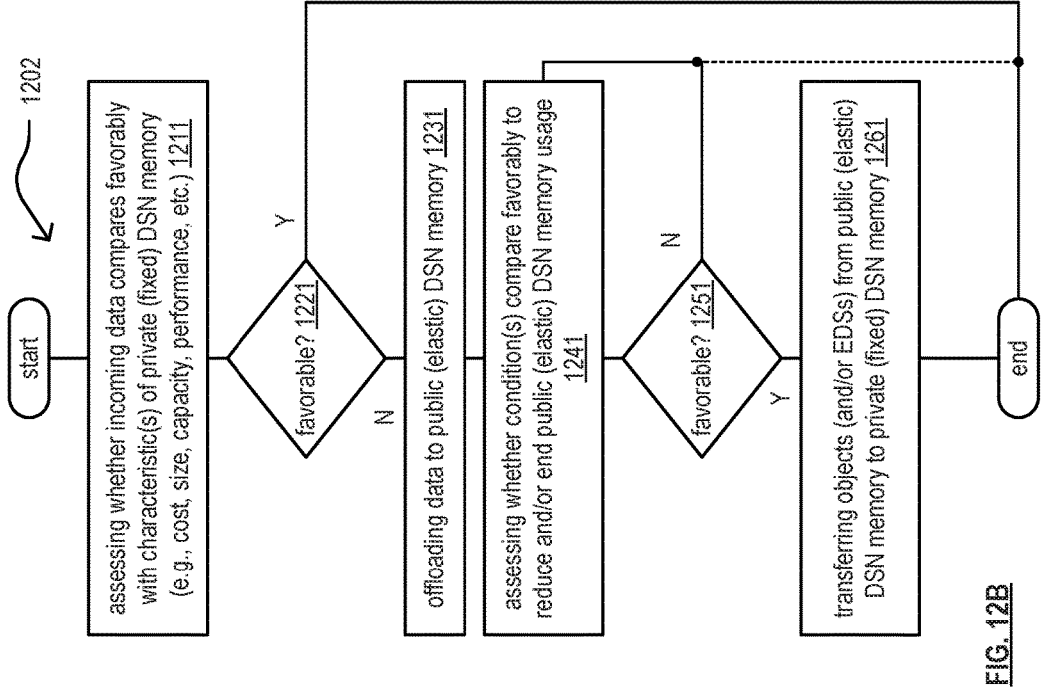 1202
start
assessing whether incoming data compares favorably
with characteristic(s) of private (fixed) DSN memory
(e.g., cost, size, capacity, performance, etc.) 1211
favorable? 1221
Y
N
offloading data to public (elastic) DSN memory 1231
assessing whether condition(s) compare favorably to
reduce and/or end public (elastic) DSN memory usage
1241
favorable? 1251
N
Y
transferring objects (and/or EDSs) from public (elastic)
DSN memory to private (fixed) DSN memory 1261
end
FIG. 12B